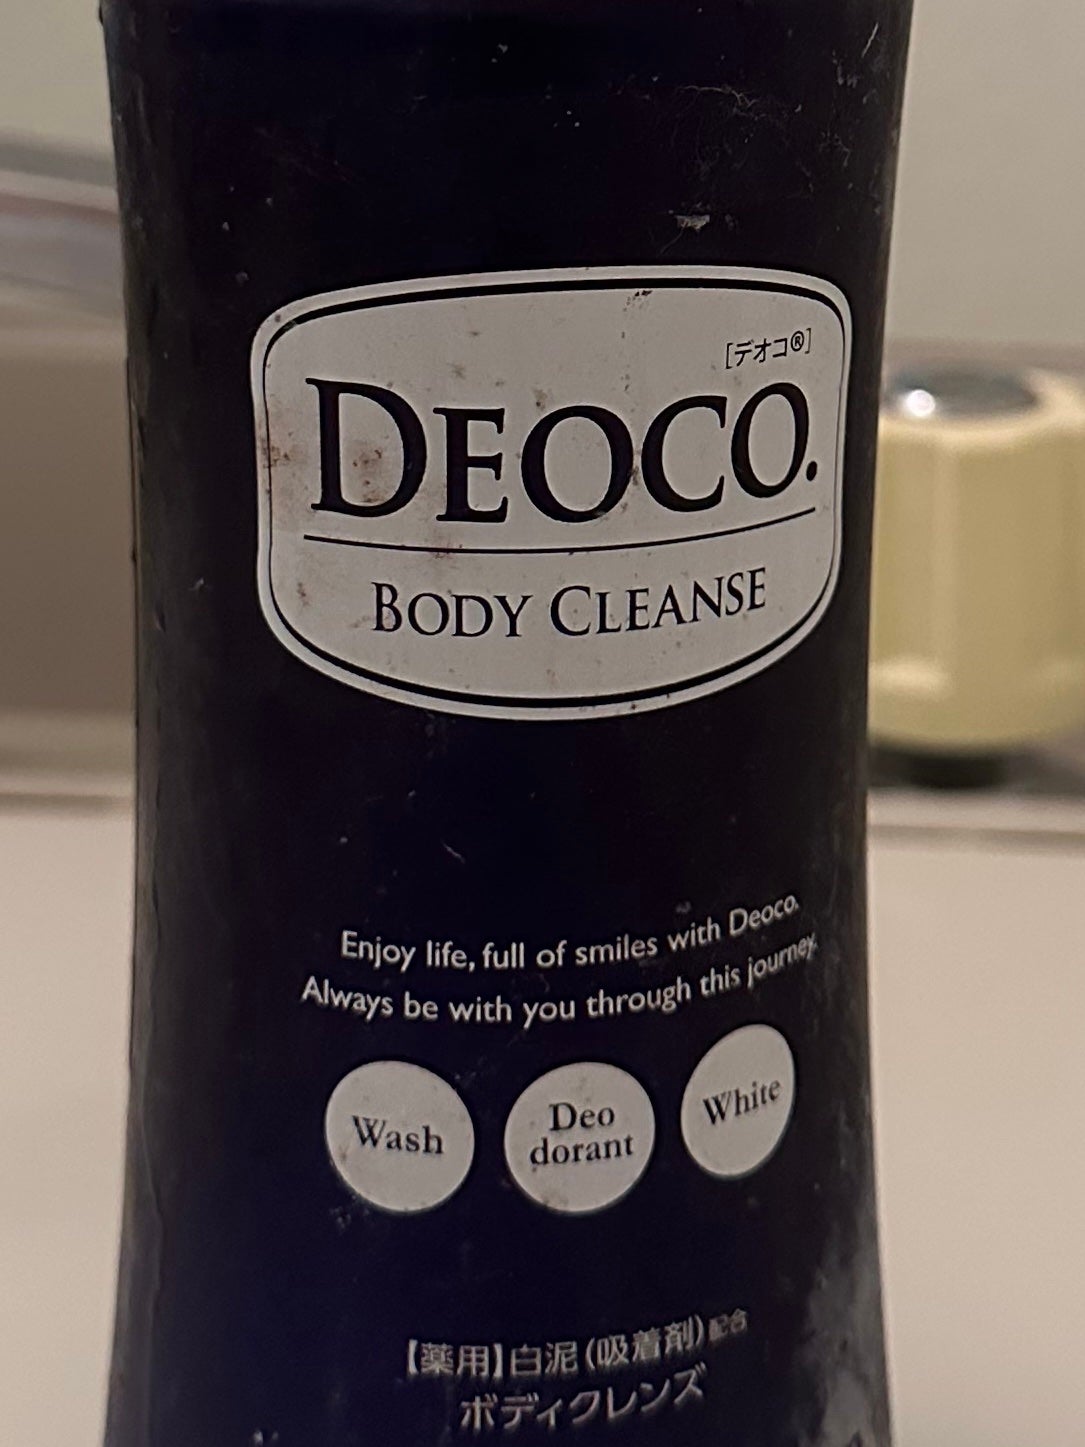 [デオコ®]
DEOCO.
BODY CLEANSE
Enjoy life, full of smiles with Deoco.
Always be with you through this journey.
Wash
Deo
dorant
White
【薬用】白泥(吸着剤)配合
ボディクレンズ